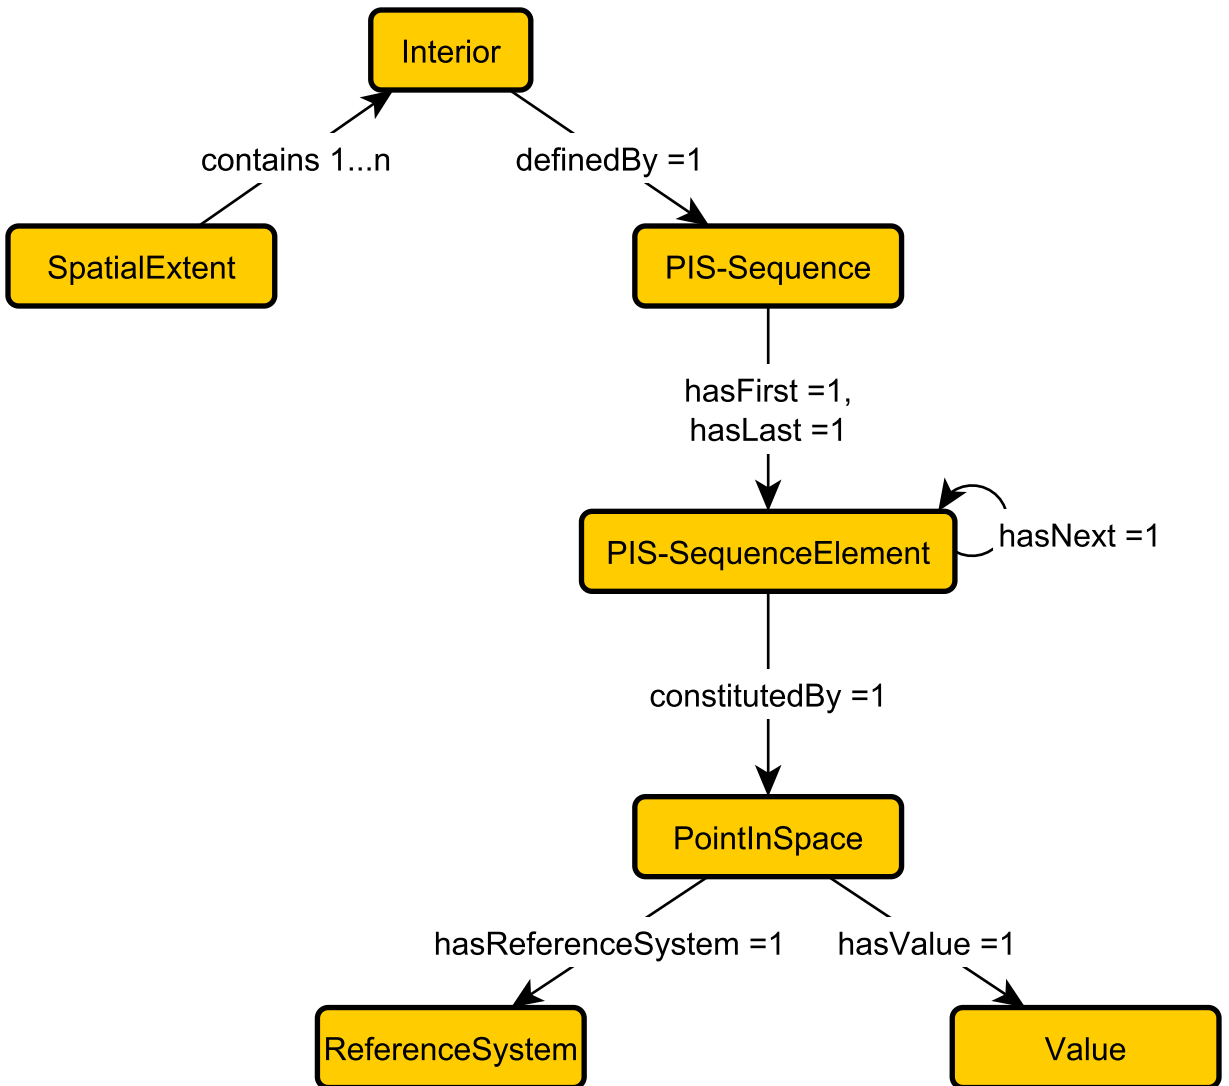 Interior
contains 1...n
definedBy =1
SpatialExtent
PIS-Sequence
hasFirst =1,
hasLast =1
PIS-SequenceElement
hasNext =1
constitutedBy =1
PointInSpace
hasReferenceSystem =1
hasValue =1
ReferenceSystem
Value